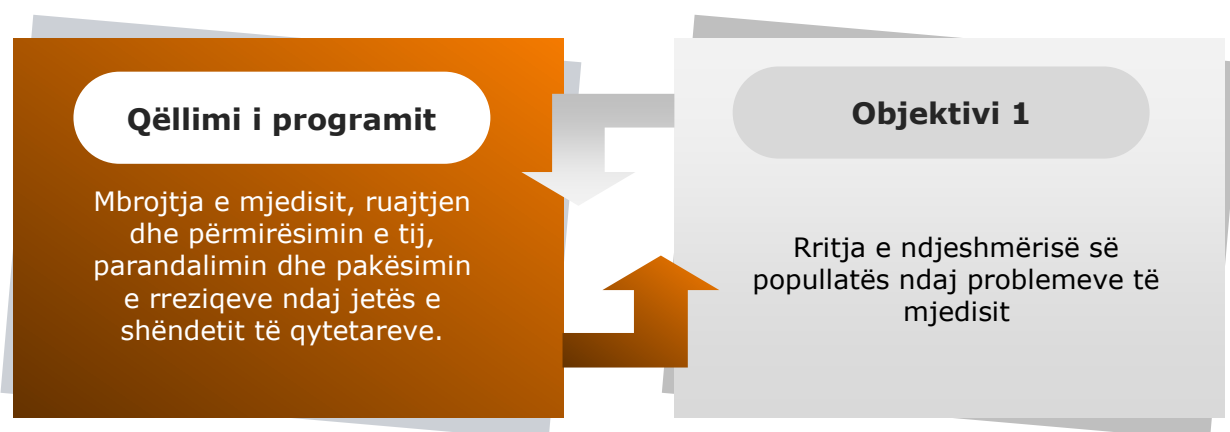 Qëllimi i programit
Mbrojtja e mjedisit, ruajtjen
dhe përmirësimin e tij,
parandalimin dhe pakësimin
e rreziqeve ndaj jetës e
shëndetit të qytetareve.
Objektivi 1
Rritja e ndjeshmërisë së
popullatës ndaj problemeve të
mjedisit